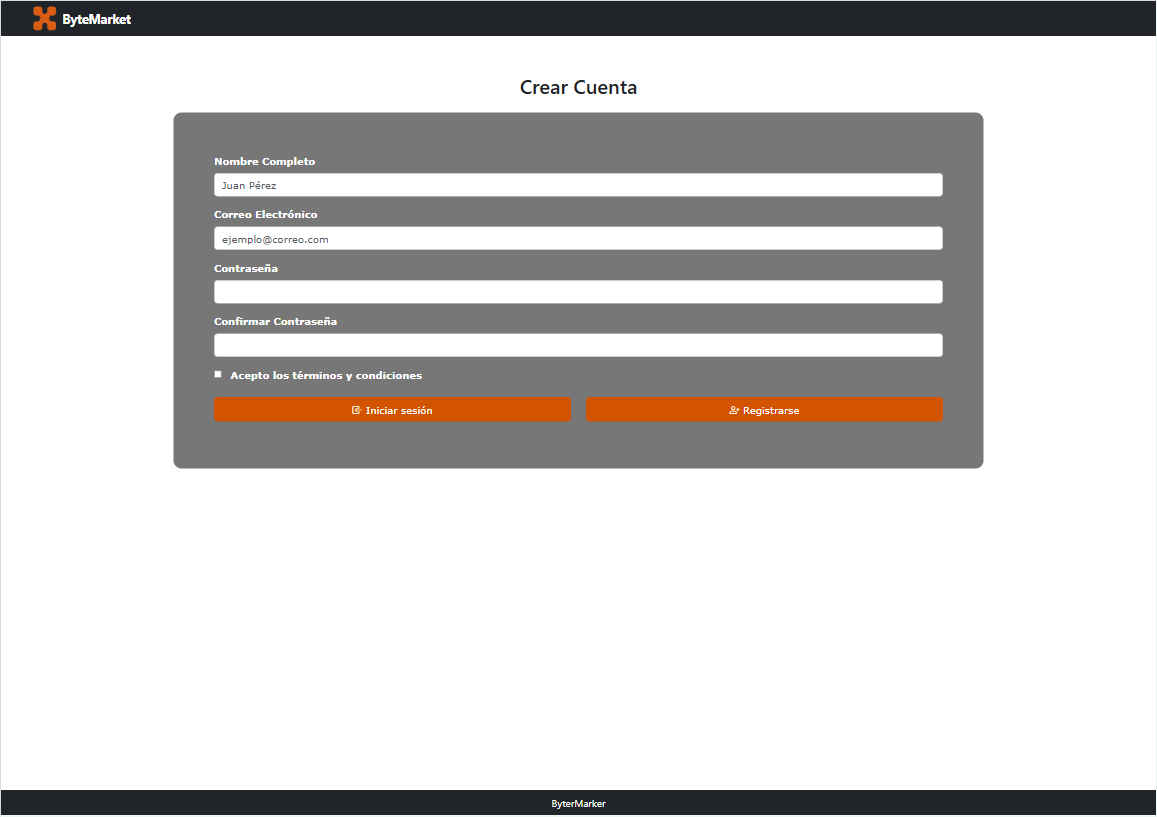 ByteMarket
Crear Cuenta
Nombre Completo
Juan Pérez
Correo Electrónico
ejemplo@correo.com
Contraseña
Confirmar Contraseña
Acepto los términos y condiciones
Iniciar sesión
Registrarse
ByterMarker